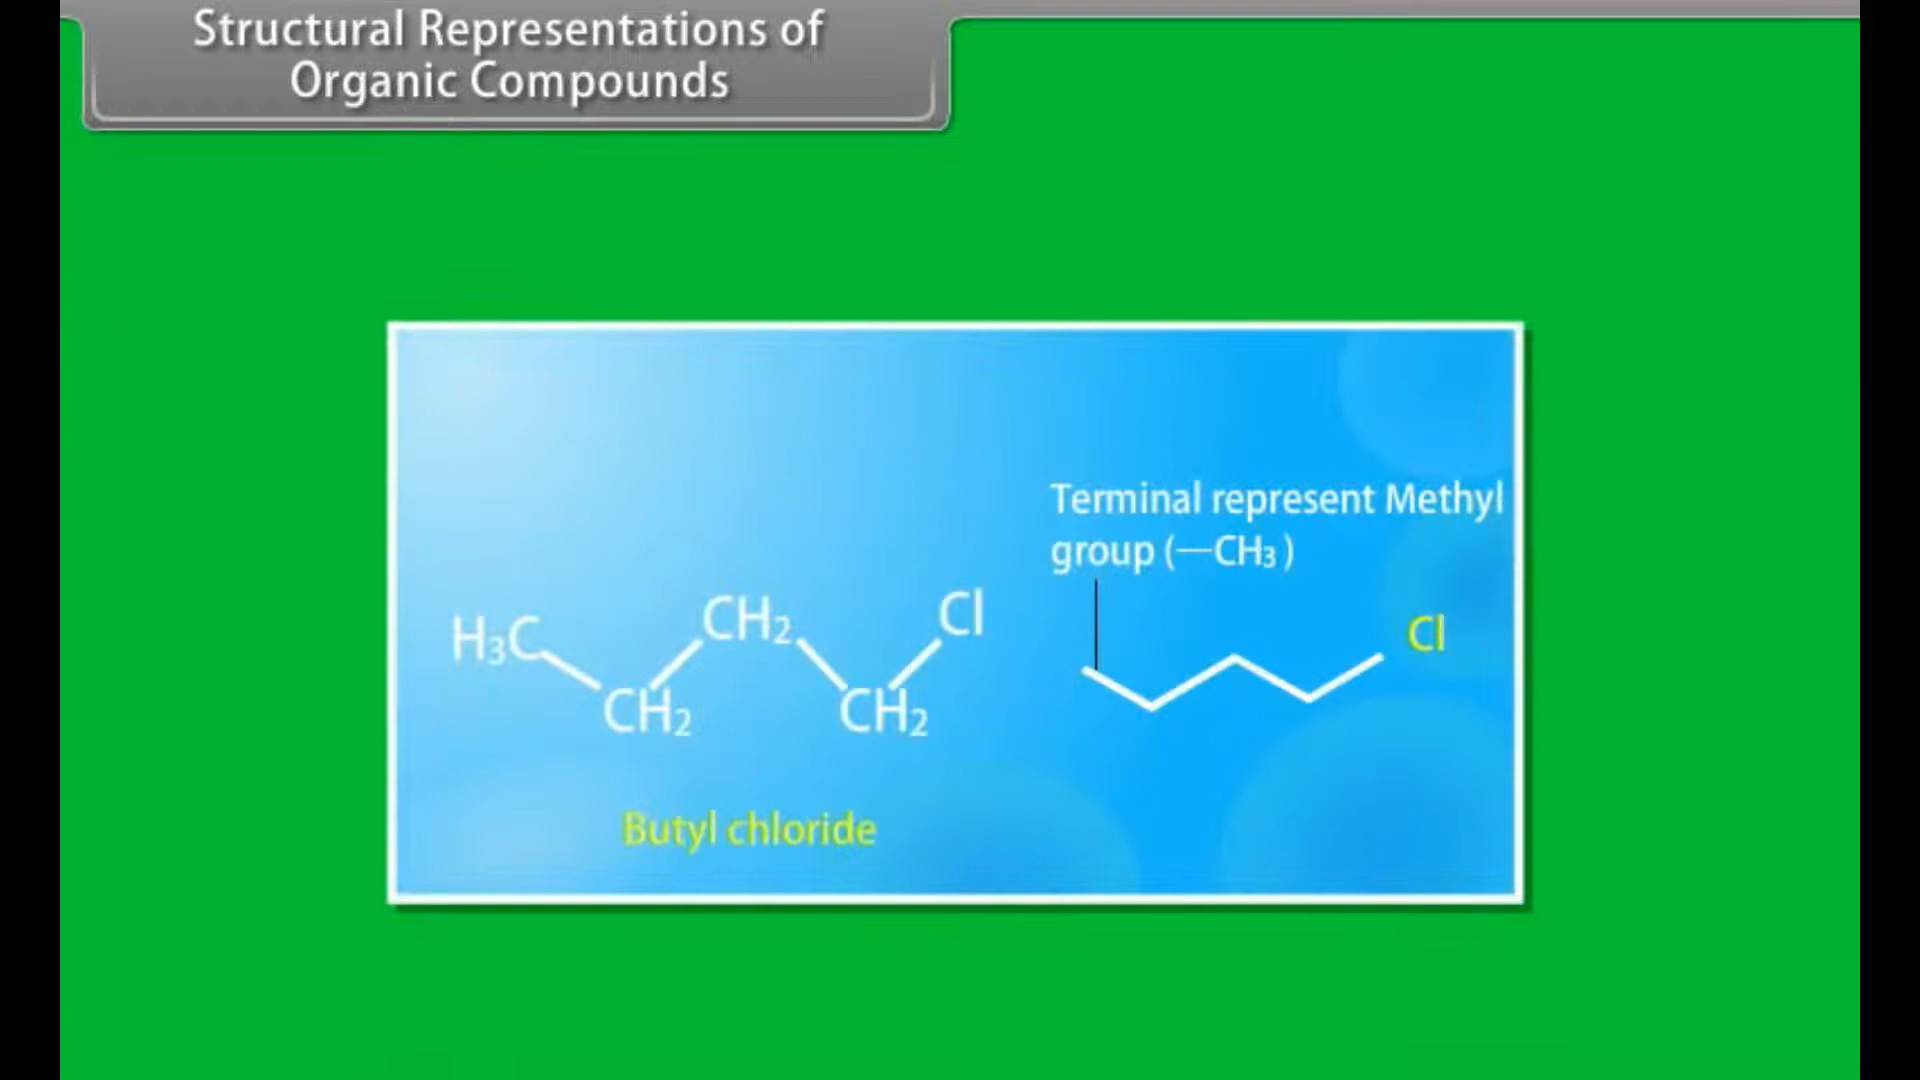 Structural Representations of
Organic Compounds
Terminal represent Methyl
group (—CH₃)
H₃C
CH₂
CH₂
CH₂
Cl
Cl
Butyl chloride